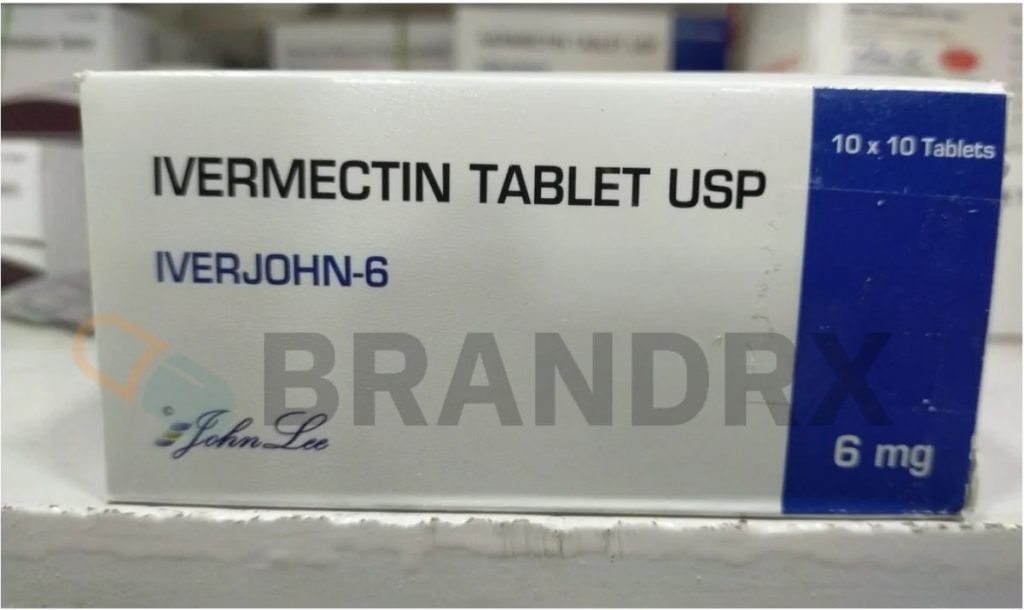 IVERMECTIN TABLET USP
IVERJOHN-6
John Lee
10 x 10 Tablets
6 mg
BRANDRX